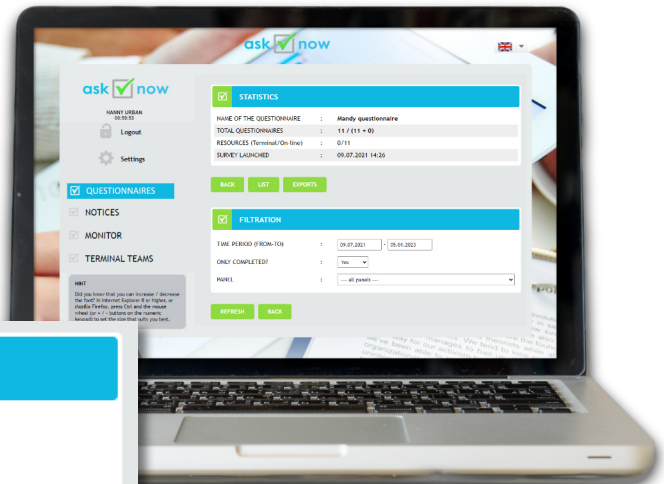 ask now
ask now
HANNY URBAN
00:59:53
Logout
Settings
QUESTIONNAIRES
NOTICES
MONITOR
TERMINAL TEAMS
HINT
Did you know that you can increase / decrease
the font? In Internet Explorer 8 or higher, or
Mozilla Firefox, press Ctrl and the mouse
wheel (or + / - buttons on the numeric
keypad) to set the size that suits you best.
STATISTICS
NAME OF THE QUESTIONNAIRE : Mandy questionnaire
TOTAL QUESTIONNAIRES : 11 / (11 + 0)
RESOURCES (Terminal/On-line) : 0/11
SURVEY LAUNCHED : 09.07.2021 14:26
BACK LIST EXPORTS
FILTRATION
TIME PERIOD (FROM-TO) : 09.07.2021 - 05.01.2023
ONLY COMPLETED? : Yes
PANEL : --- all panels ---
REFRESH BACK